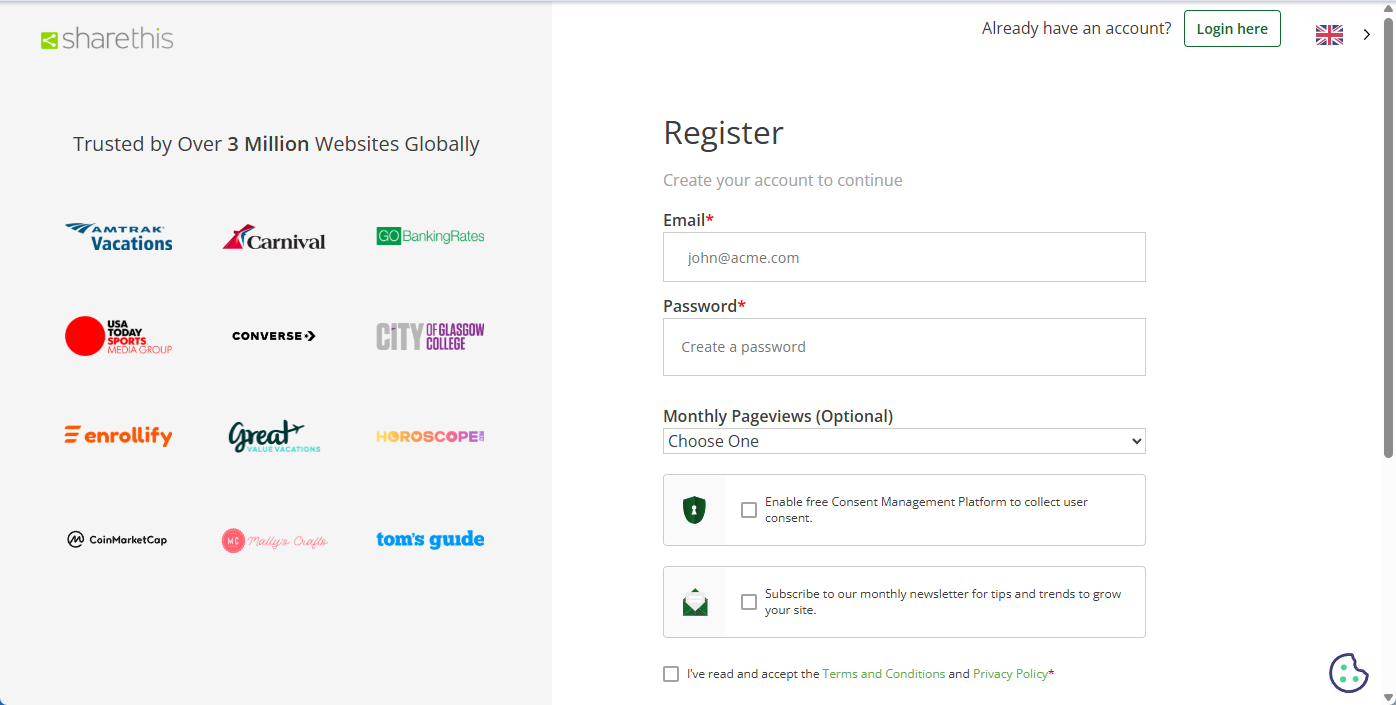 sharethis
Already have an account?
Login here
Trusted by Over 3 Million Websites Globally
AMTRAK
Vacations
Carnival
GOBankingRates
USA
TODAY
SPORTS
MEDIA GROUP
CONVERSE
CITY
OF GLASGOW
COLLEGE
enrollify
Great
VALUE VACATIONS
HOROSCOPE
CoinMarketCap
MC
Mally's Crafts
tom's guide
Register
Create your account to continue
Email*
john@acme.com
Password*
Create a password
Monthly Pageviews (Optional)
Choose One
Enable free Consent Management Platform to collect user
consent.
Subscribe to our monthly newsletter for tips and trends to grow
your site.
I've read and accept the Terms and Conditions and Privacy Policy*